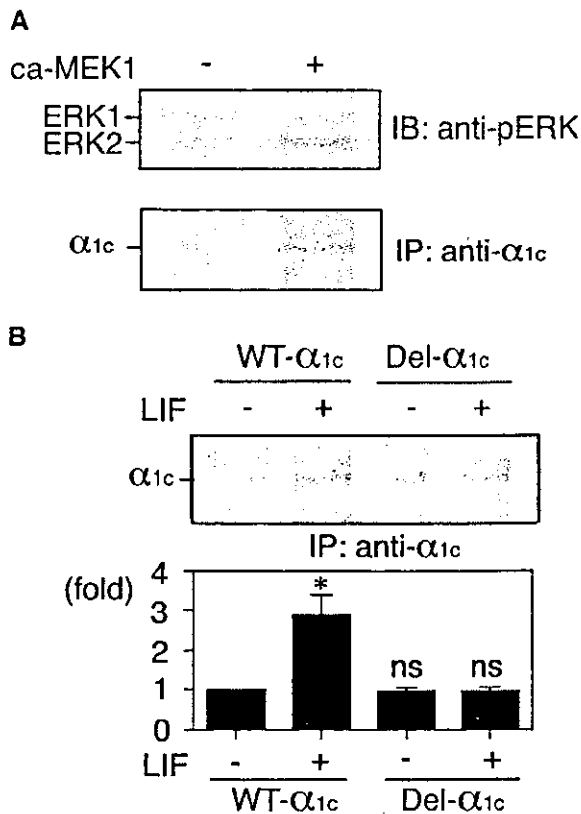 A
ca-MEK1 - +
ERK1
ERK2
IB: anti-pERK
α1c
IP: anti-α1c
B
WT-α1c Del-α1c
LIF - + - +
α1c
IP: anti-α1c
(fold)
4
3
2
1
0
* ns ns
LIF - + - +
WT-α1c Del-α1c